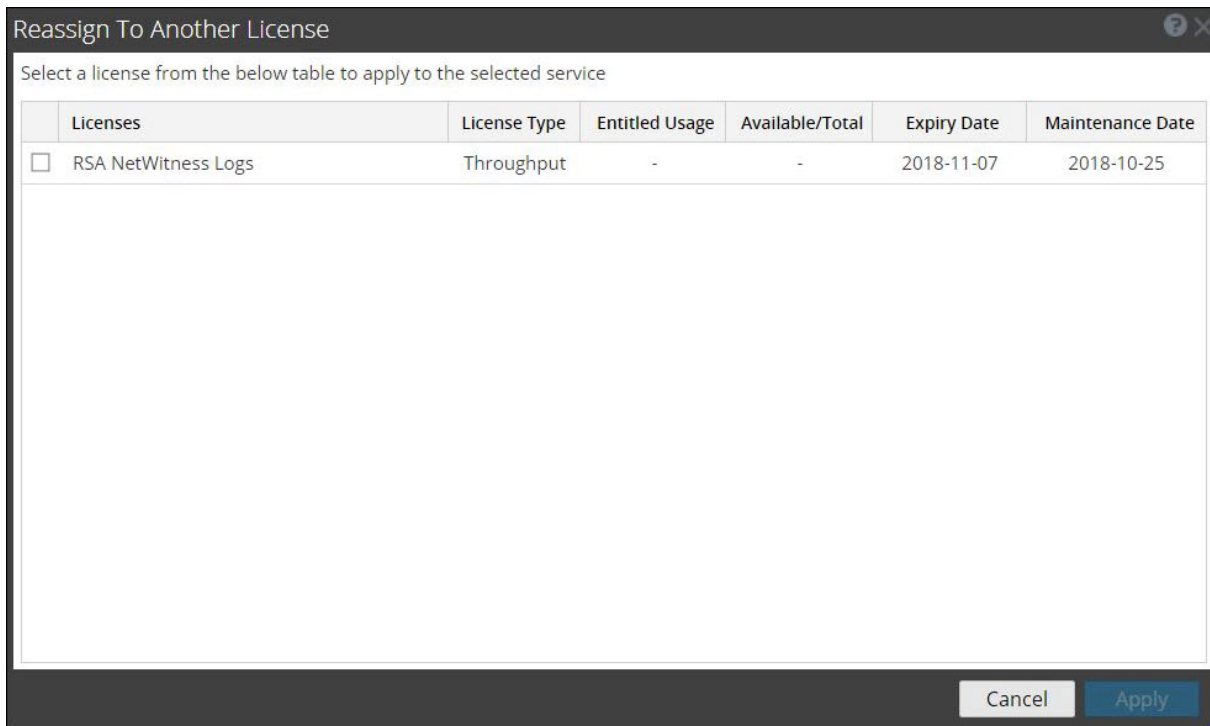 Reassign To Another License
Select a license from the below table to apply to the selected service
Licenses License Type Entitled Usage Available/Total Expiry Date Maintenance Date
RSA NetWitness Logs Throughput - - 2018-11-07 2018-10-25
Cancel Apply